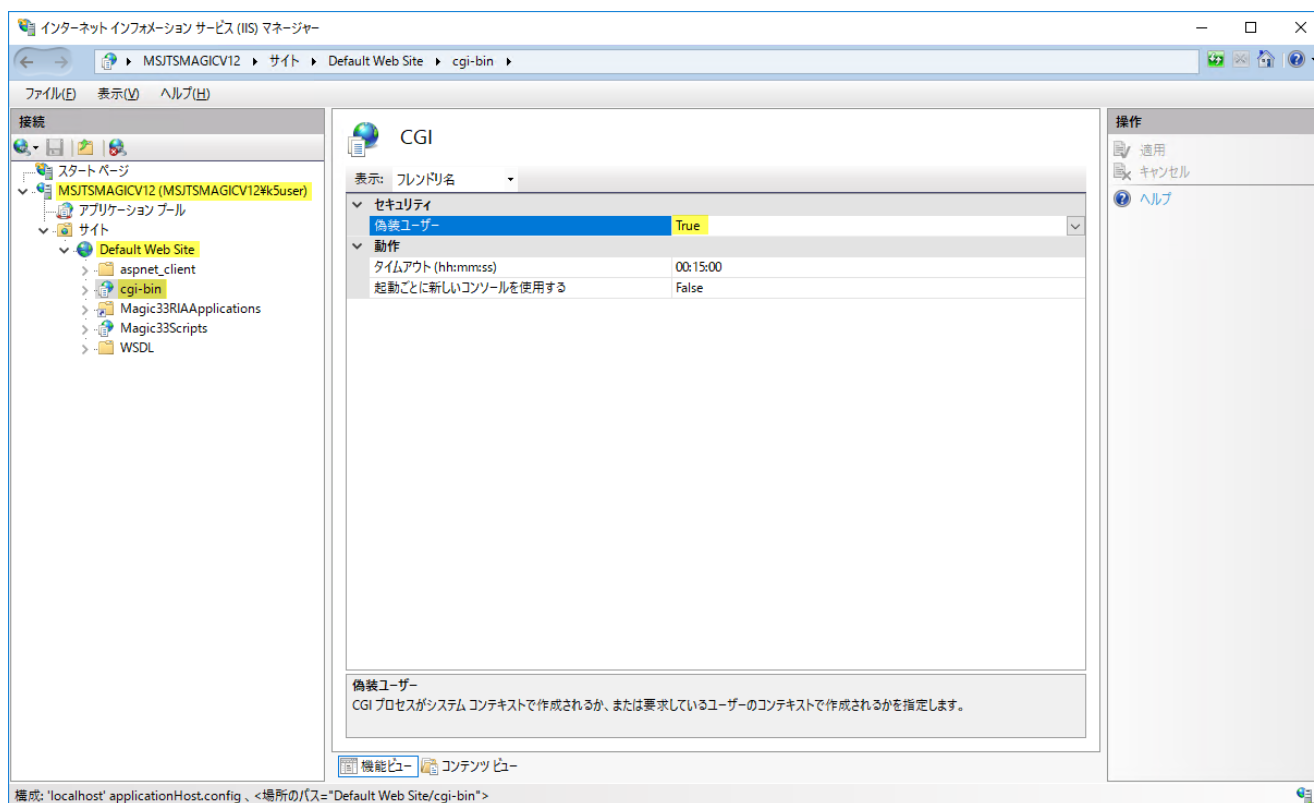 インターネット インフォメーション サービス (IIS) マネージャー
MSJTSMAGICV12 サイト Default Web Site cgi-bin
ファイル(F) 表示(V) ヘルプ(H)
接続
スタート ページ
MSJTSMAGICV12 (MSJTSMAGICV12¥k5user)
アプリケーション プール
サイト
Default Web Site
aspnet_client
cgi-bin
Magic33RIAApplications
Magic33Scripts
WSDL
CGI
表示: フレンドリ名
セキュリティ
偽装ユーザー True
動作
タイムアウト (hh:mm:ss) 00:15:00
起動ごとに新しいコンソールを使用する False
偽装ユーザー
CGI プロセスがシステム コンテキストで作成されるか、または要求しているユーザーのコンテキストで作成されるかを指定します。
機能ビュー コンテンツ ビュー
操作
適用
キャンセル
ヘルプ
構成: 'localhost' applicationHost.config 、<場所のパス="Default Web Site/cgi-bin">